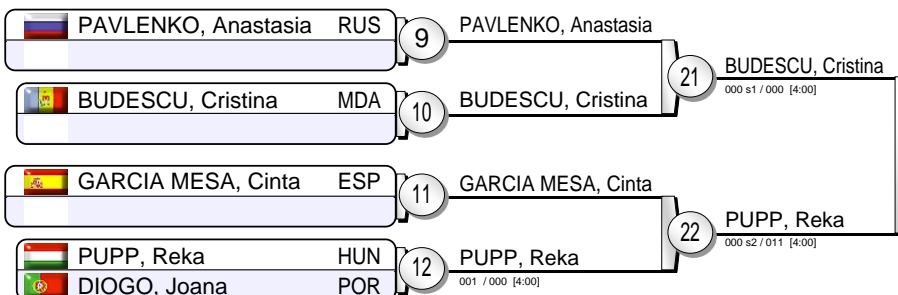 PAVLENKO, Anastasia RUS
9
PAVLENKO, Anastasia
21
BUDESCU, Cristina
000 s1 / 000 [4:00]
BUDESCU, Cristina MDA
10
BUDESCU, Cristina
GARCIA MESA, Cinta ESP
11
GARCIA MESA, Cinta
22
PUPP, Reka
000 s2 / 011 [4:00]
PUPP, Reka HUN
12
PUPP, Reka
001 / 000 [4:00]
DIOGO, Joana POR